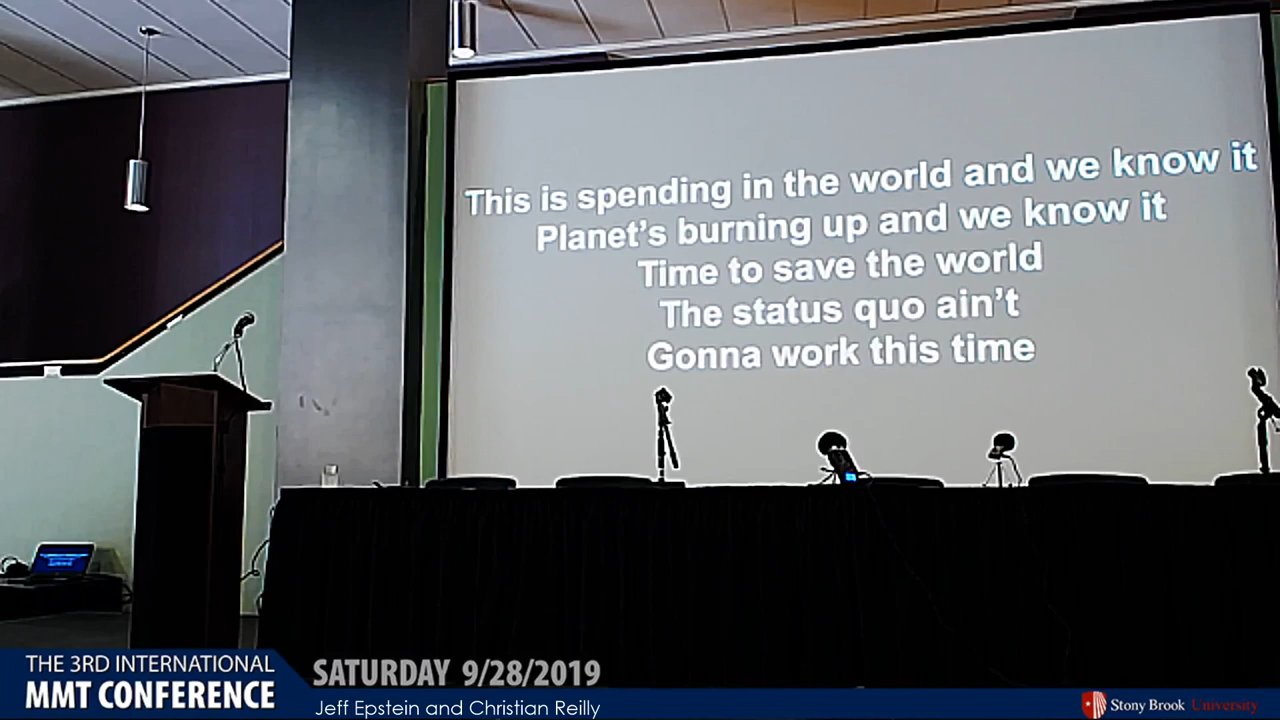 This is spending in the world and we know it
Planet's burning up and we know it
Time to save the world
The status quo ain't
Gonna work this time
THE 3RD INTERNATIONAL
MMT CONFERENCE
SATURDAY 9/28/2019
Jeff Epstein and Christian Reilly
Stony Brook University